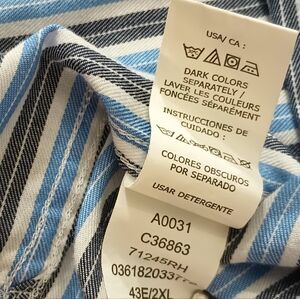 USA/ CA :
DARK COLORS
SEPARATELY /
LAVER LES COULEURS
FONCÉES SÉPARÉMENT
INSTRUCCIONES DE
CUIDADO :
COLORES OBSCUROS
POR SEPARADO
USAR DETERGENTE
A0031
C36863
71245RH
43E/2XL